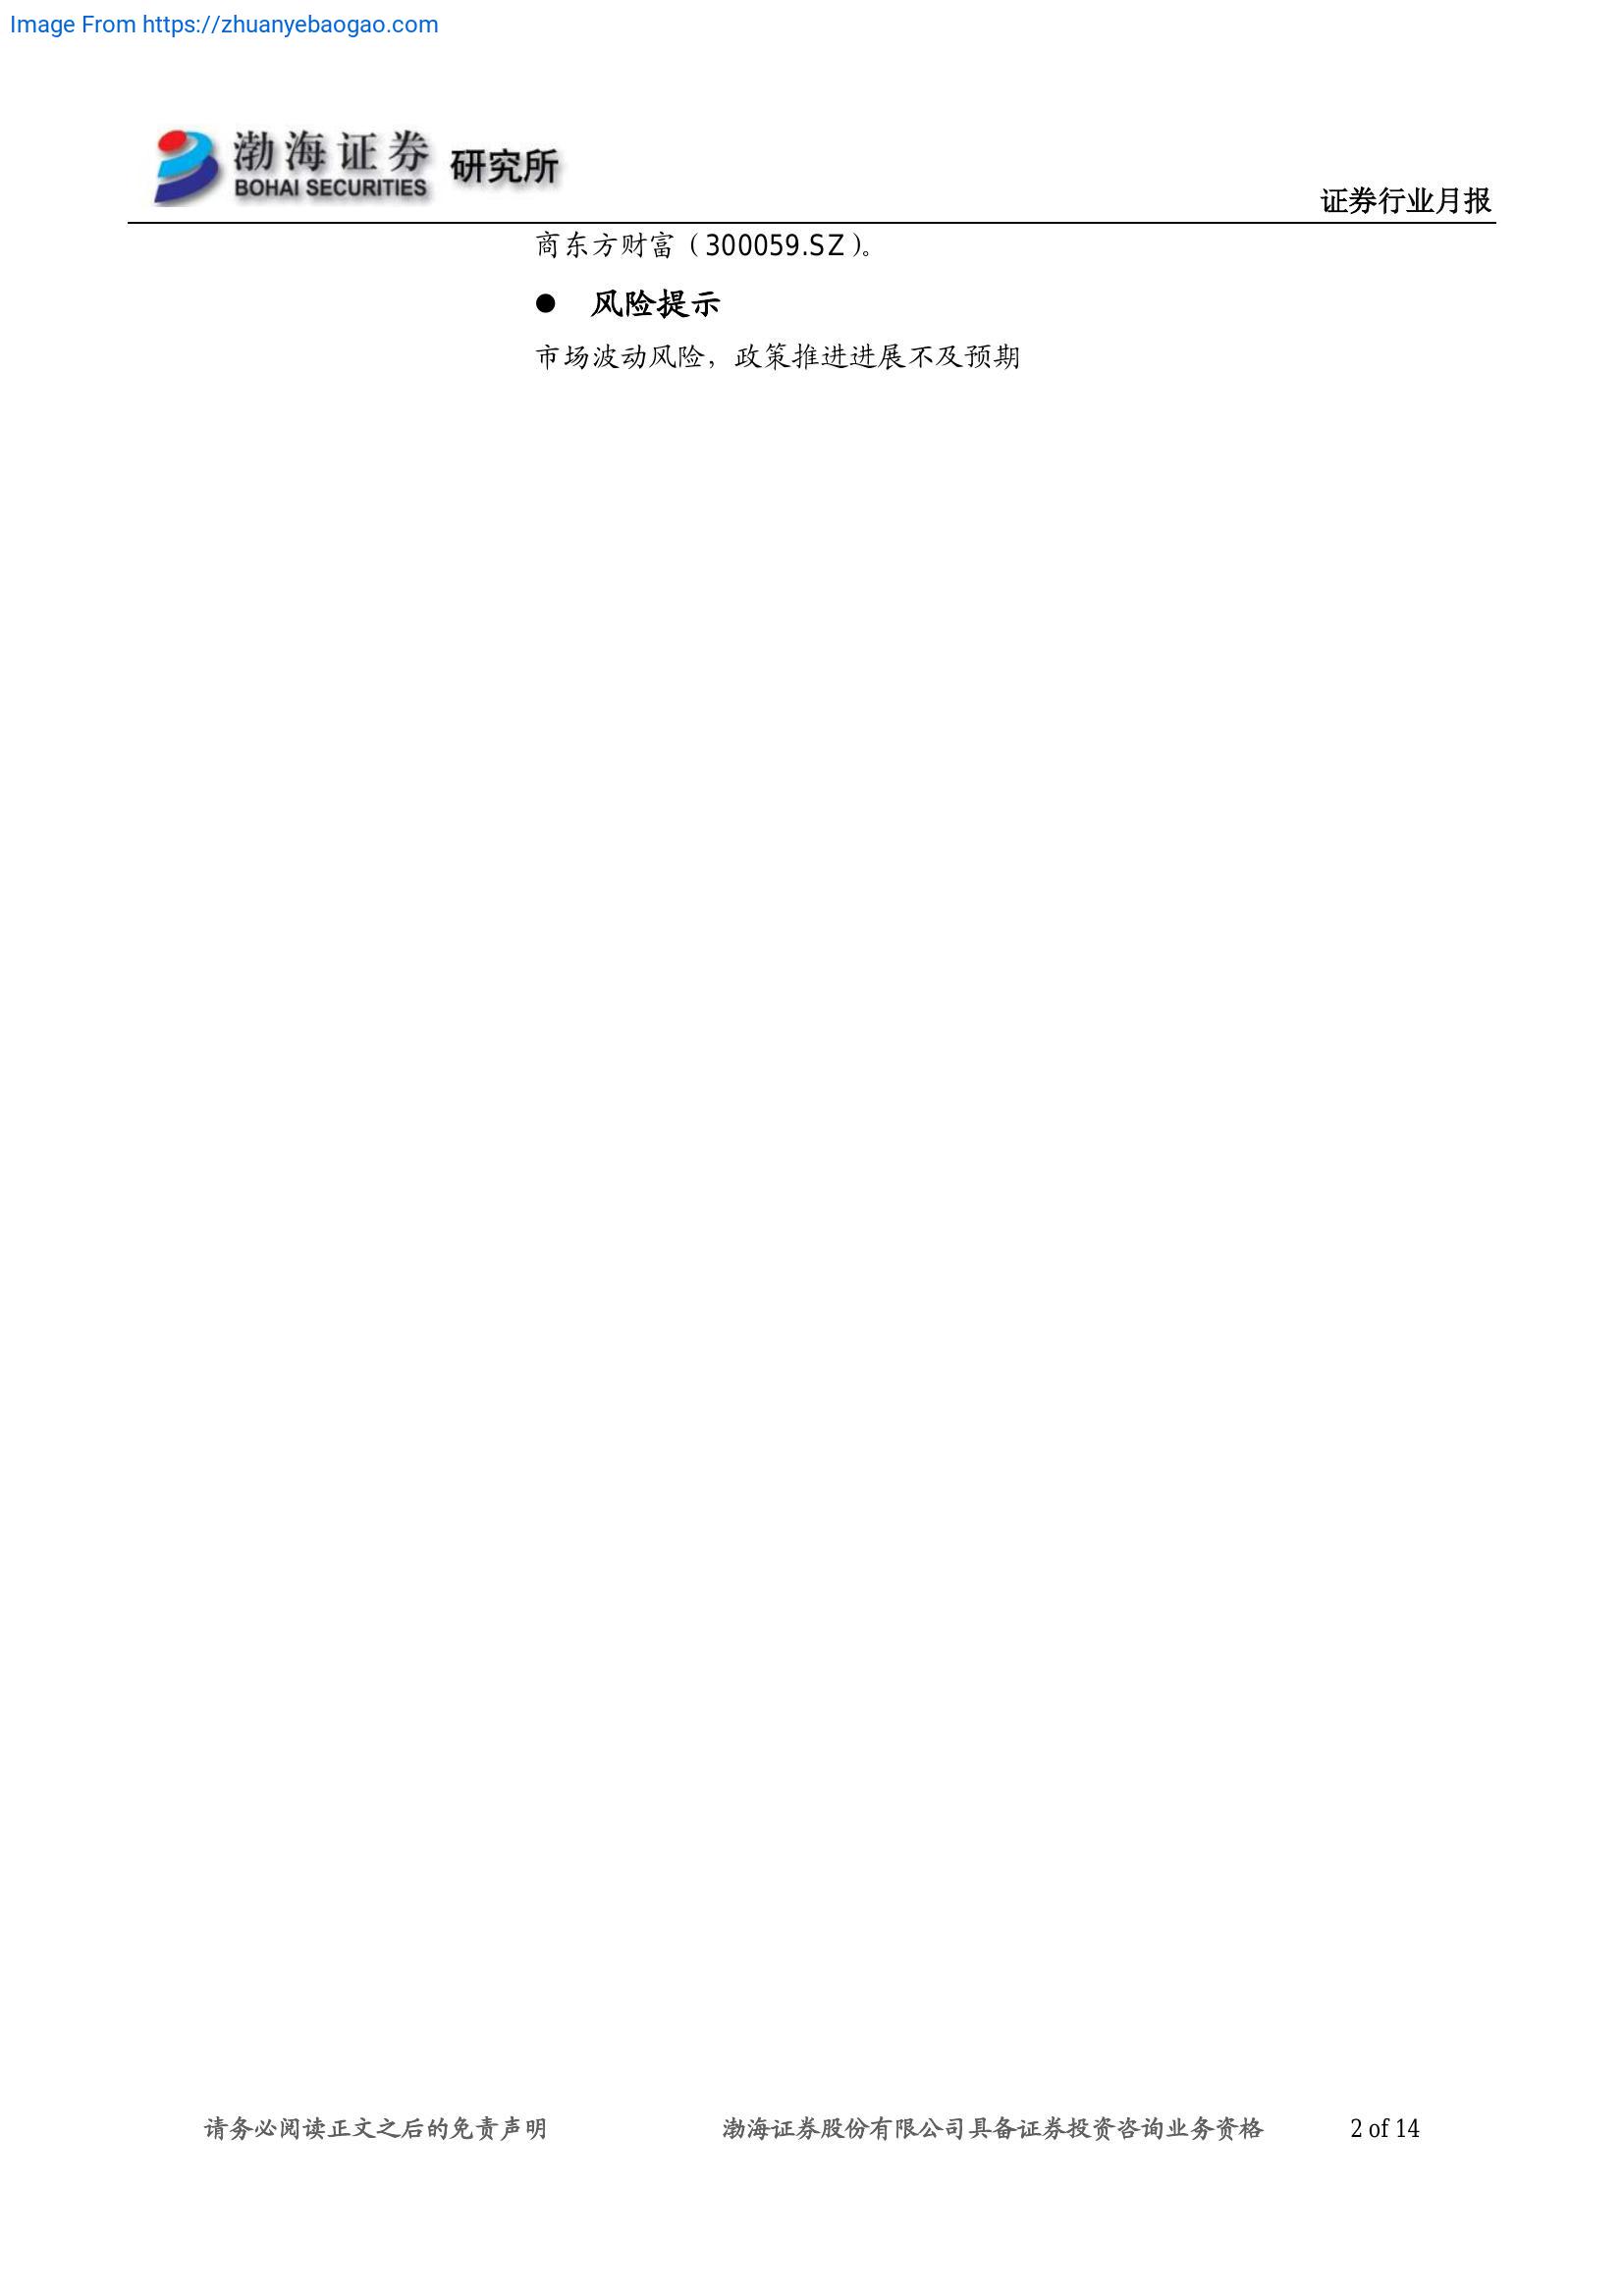 Image From https://zhuanyebaogao.com
渤海证券 研究所
BOHAI SECURITIES
证券行业月报
商东方财富（300059.SZ）。
● 风险提示
市场波动风险，政策推进进展不及预期
请务必阅读正文之后的免责声明 渤海证券股份有限公司具备证券投资咨询业务资格 2 of 14